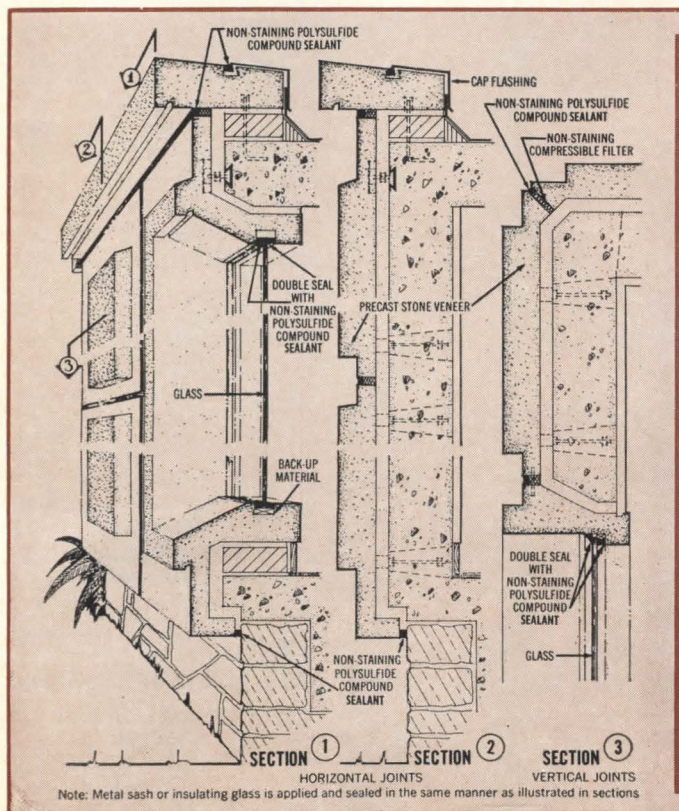 NON-STAINING POLYSULFIDE
COMPOUND SEALANT
1
2
3
CAP FLASHING
NON-STAINING POLYSULFIDE
COMPOUND SEALANT
NON-STAINING
COMPRESSIBLE FILTER
DOUBLE SEAL
WITH
NON-STAINING
POLYSULFIDE
COMPOUND
SEALANT
PRECAST STONE VENEER
GLASS
BACK-UP
MATERIAL
DOUBLE SEAL
WITH
NON-STAINING
POLYSULFIDE
COMPOUND
SEALANT
GLASS
NON-STAINING
POLYSULFIDE
COMPOUND
SEALANT
SECTION 1
SECTION 2
SECTION 3
HORIZONTAL JOINTS
VERTICAL JOINTS
Note: Metal sash or insulating glass is applied and sealed in the same manner as illustrated in sections